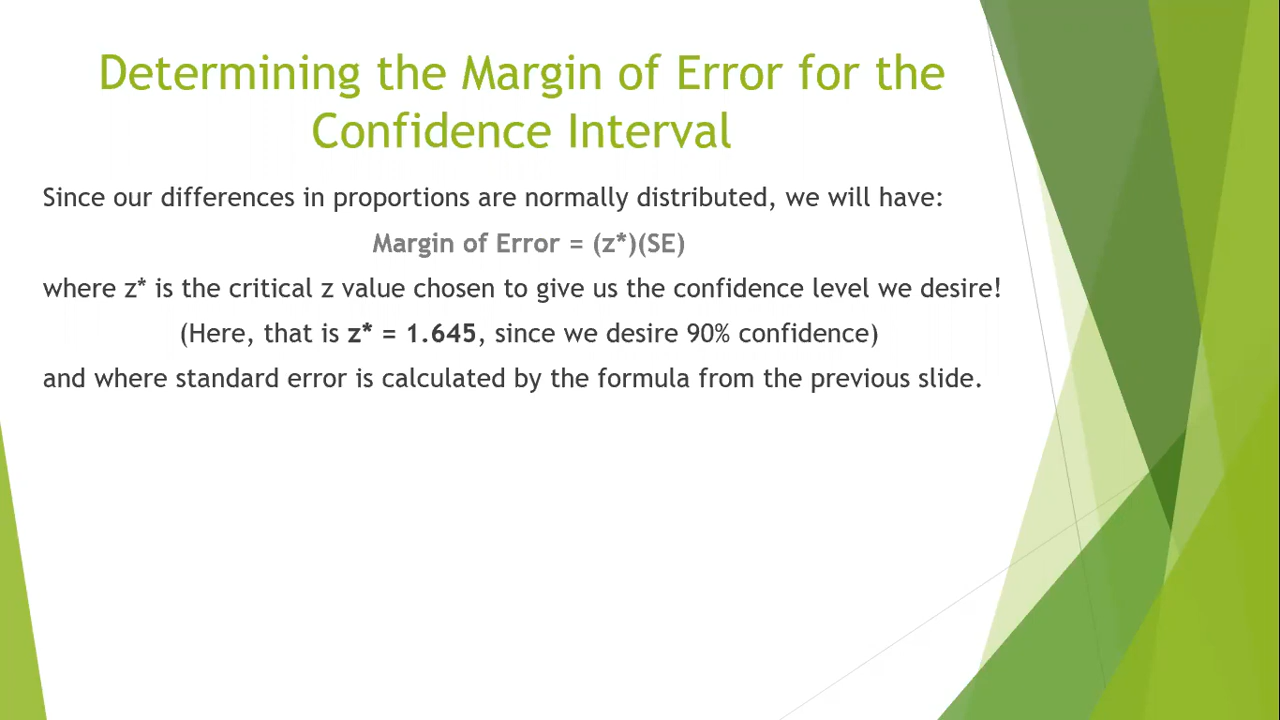 Determining the Margin of Error for the
Confidence Interval
Since our differences in proportions are normally distributed, we will have:
Margin of Error = (z*)(SE)
where z* is the critical z value chosen to give us the confidence level we desire!
(Here, that is z* = 1.645, since we desire 90% confidence)
and where standard error is calculated by the formula from the previous slide.